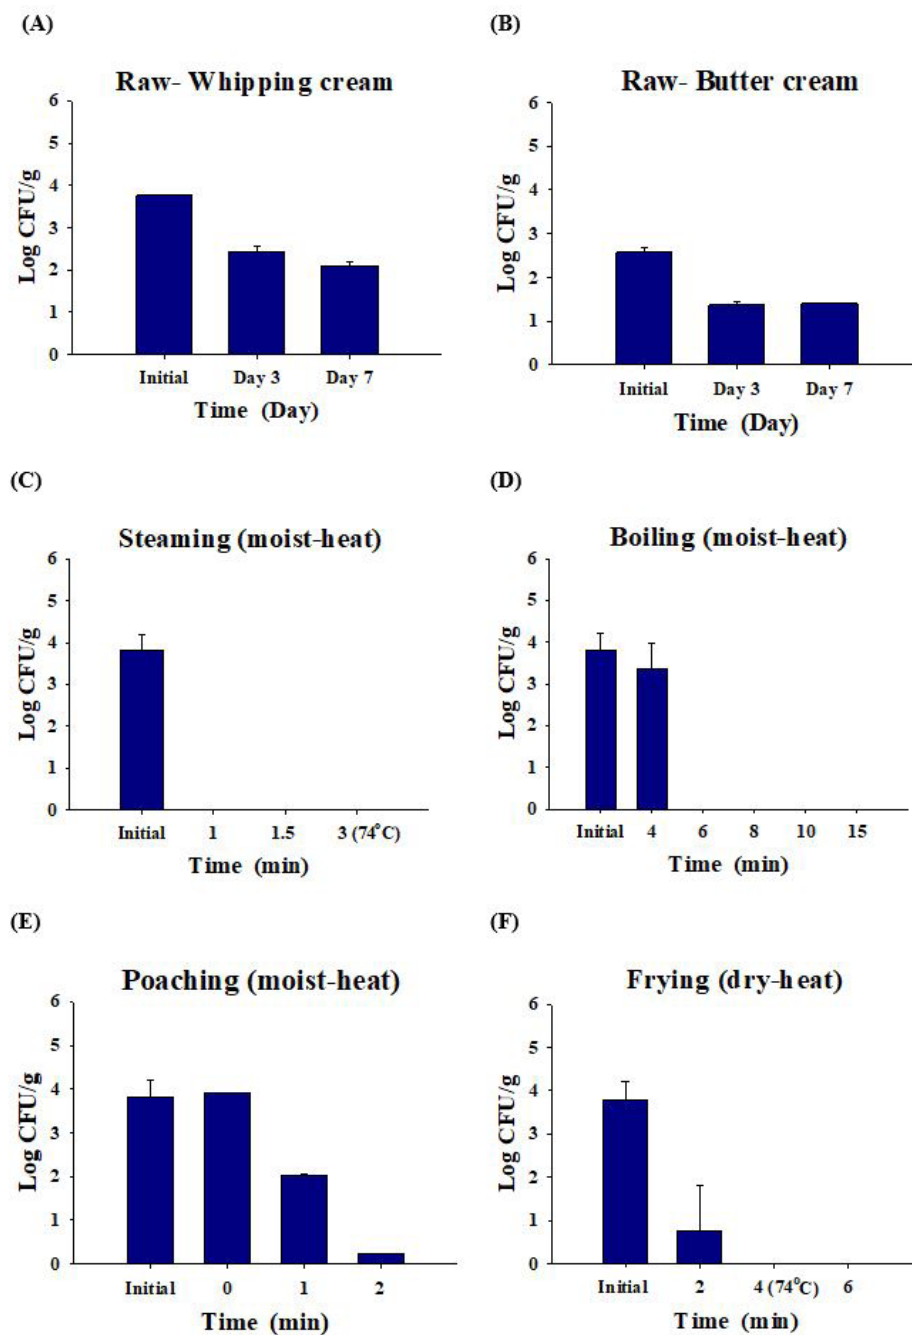 (A)
Raw- Whipping cream
6
5
4
3
2
1
0
Log CFU/g
Initial Day 3 Day 7
Time (Day)
(B)
Raw- Butter cream
6
5
4
3
2
1
0
Log CFU/g
Initial Day 3 Day 7
Time (Day)
(C)
Steaming (moist-heat)
6
5
4
3
2
1
0
Log CFU/g
Initial 1 1.5 3 (74°C)
Time (min)
(D)
Boiling (moist-heat)
6
5
4
3
2
1
0
Log CFU/g
Initial 4 6 8 10 15
Time (min)
(E)
Poaching (moist-heat)
6
5
4
3
2
1
0
Log CFU/g
Initial 0 1 2
Time (min)
(F)
Frying (dry-heat)
6
5
4
3
2
1
0
Log CFU/g
Initial 2 4 (74°C) 6
Time (min)